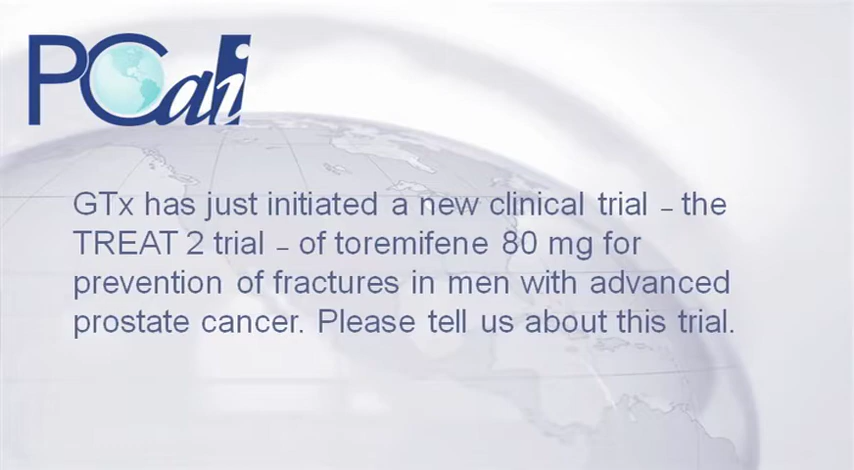 PCai
GTx has just initiated a new clinical trial – the
TREAT 2 trial – of toremifene 80 mg for
prevention of fractures in men with advanced
prostate cancer. Please tell us about this trial.